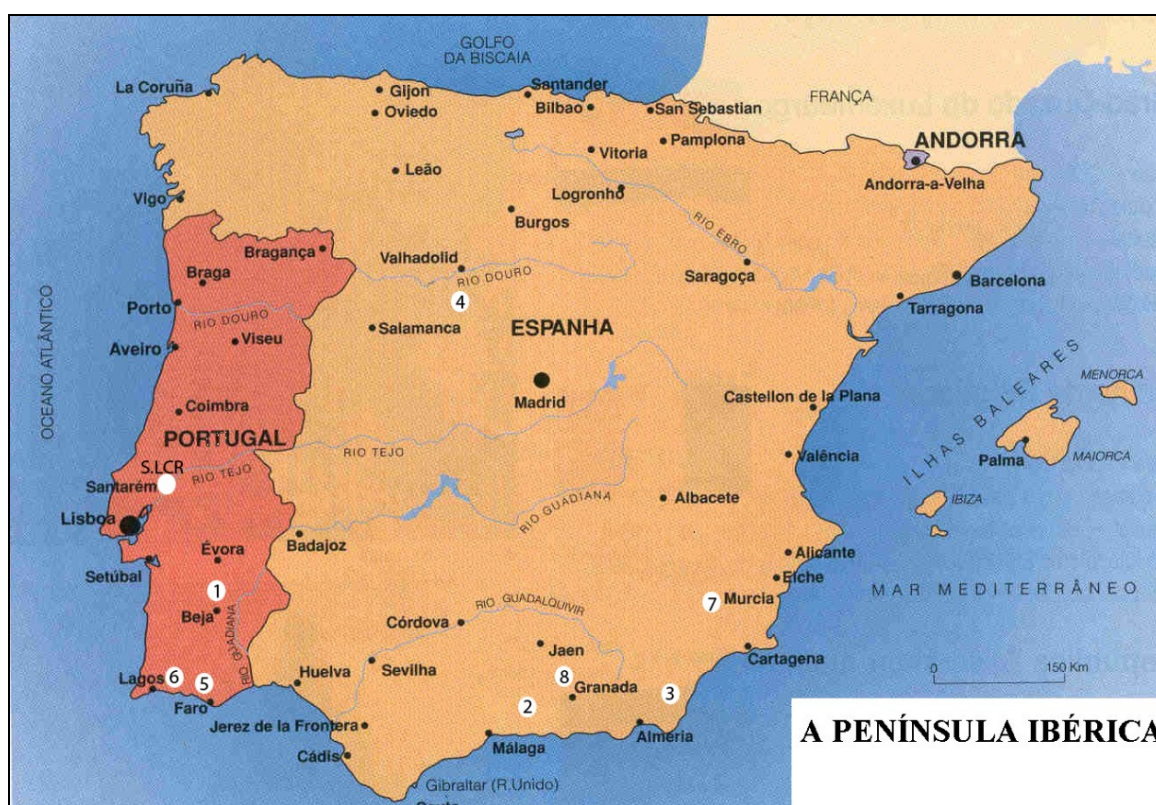 GOLFO
DA BISCAIA
La Coruña
Gijon
Oviedo
Santander
Bilbao
San Sebastian
FRANÇA
Vitoria
Pamplona
ANDORRA
Andorra-a-Velha
Leão
Logronho
Vigo
Burgos
RIO EBRO
Bragança
Braga
Valhadolid
RIO DOURO
Saragoça
Barcelona
Tarragona
4
Porto
RIO DOURO
Salamanca
ESPANHA
Viseu
Aveiro
OCEANO ATLÂNTICO
Madrid
MENORCA
Castellon de la Plana
ILHAS BALEARES
Coimbra
PORTUGAL
RIO TEJO
Valência
Palma
MAIORCA
S.LCR
RIO TEJO
Santarém
Albacete
IBIZA
RIO GUADIANA
Lisboa
Badajoz
Évora
Setúbal
Alicante
Elche
MAR MEDITERRÂNEO
1
Beja
RIO GUADIANA
RIO GUADALQUIVIR
7
Murcia
Córdova
Jaen
Cartagena
Sevilha
Huelva
0
150 Km
Lagos
6
5
8
Granada
3
Faro
2
Jerez de la Frontera
Almeria
Málaga
Cádis
A PENÍNSULA IBÉRICA
Gibraltar (R.Unido)